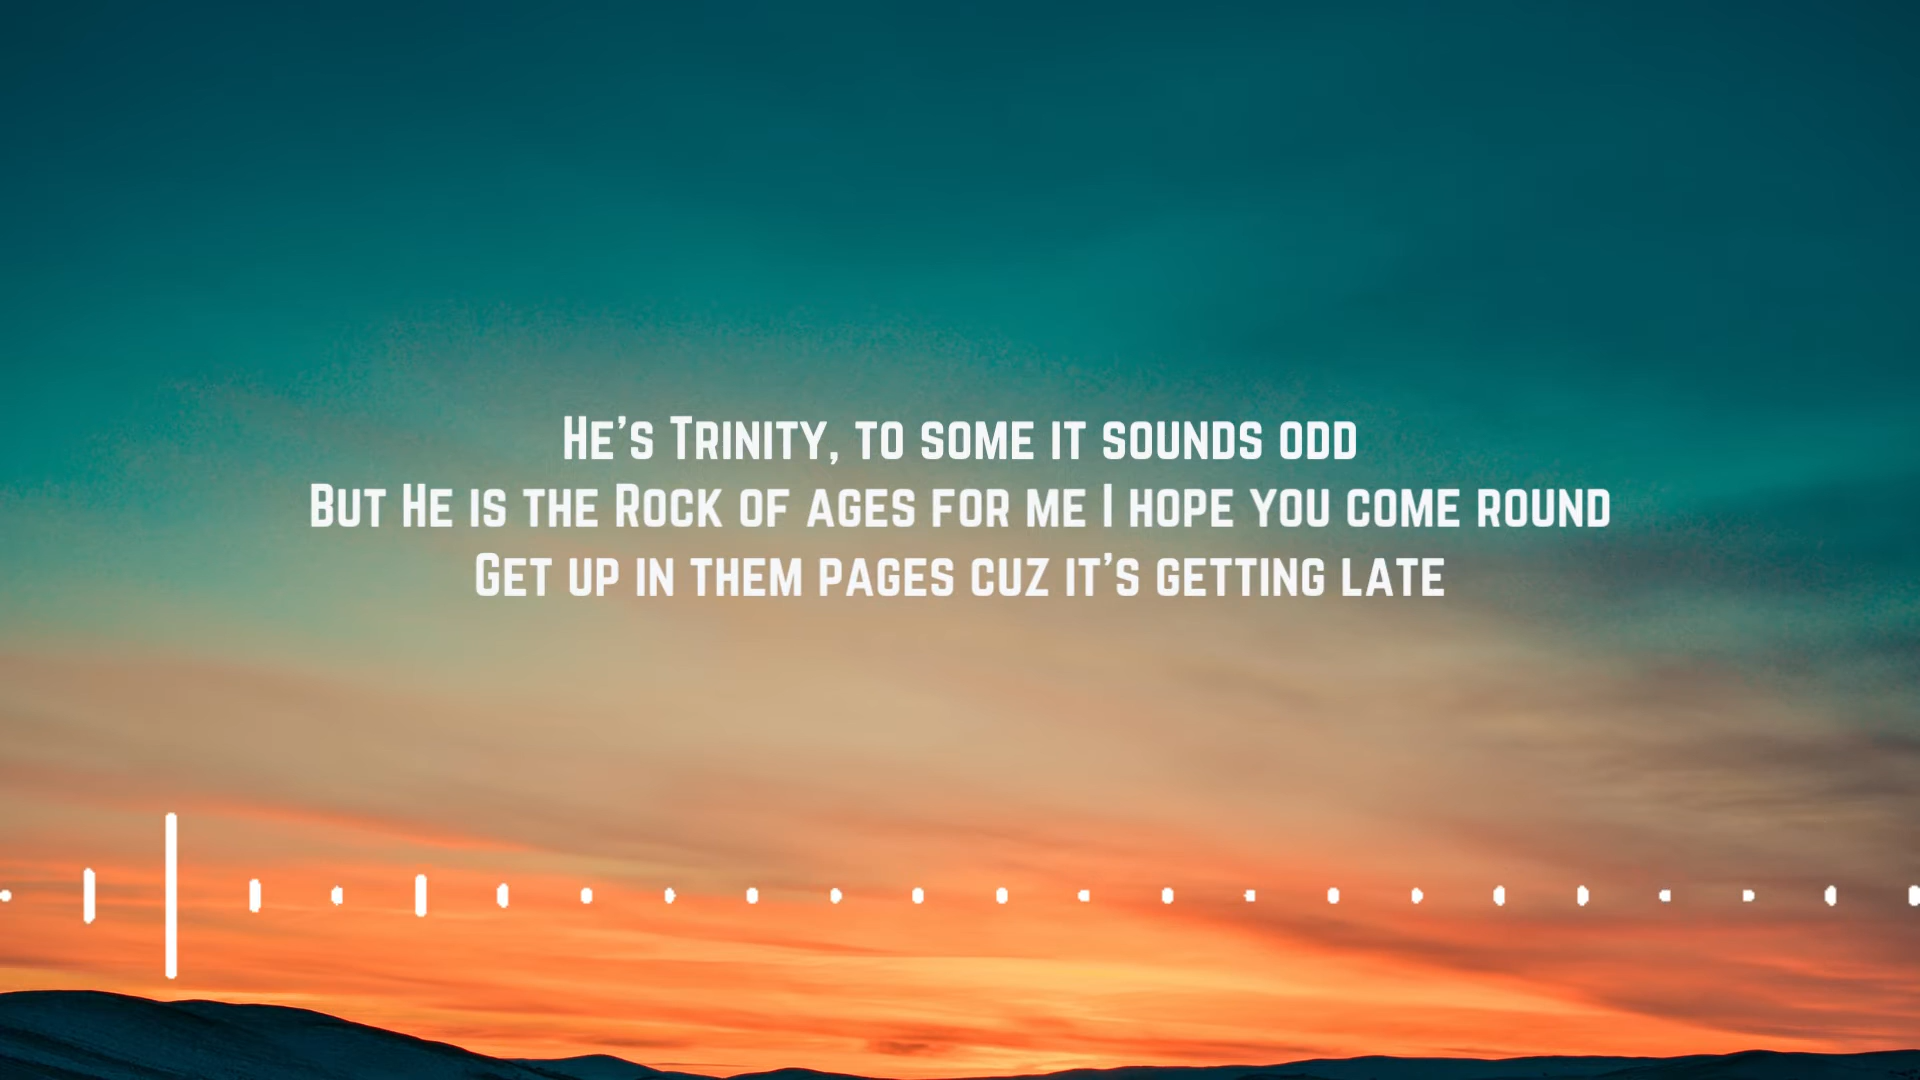 He's Trinity, to some it sounds odd
But He is the Rock of ages for me I hope you come round
Get up in them pages cuz it's getting late